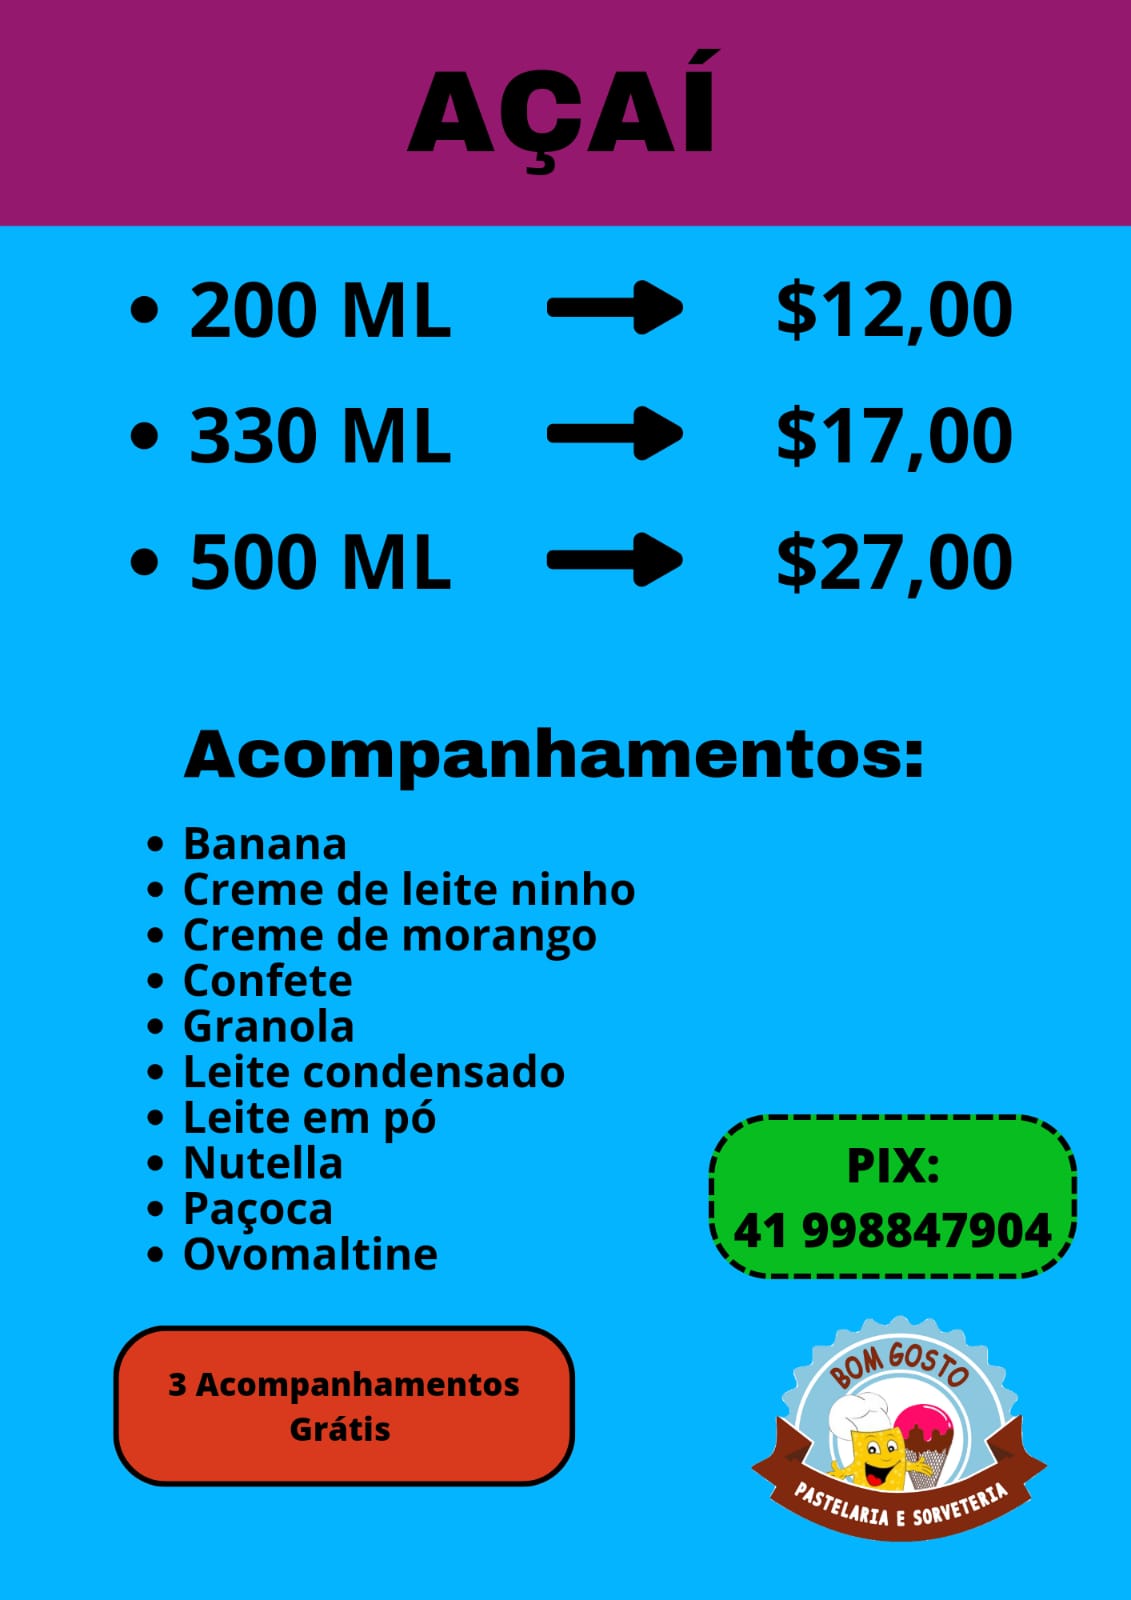 AÇAÍ
• 200 ML → $12,00
• 330 ML → $17,00
• 500 ML → $27,00
Acompanhamentos:
• Banana
• Creme de leite ninho
• Creme de morango
• Confete
• Granola
• Leite condensado
• Leite em pó
• Nutella
• Paçoca
• Ovomaltine
PIX:
41 998847904
3 Acompanhamentos
Grátis
BOM GOSTO
PASTELARIA E SORVETERIA